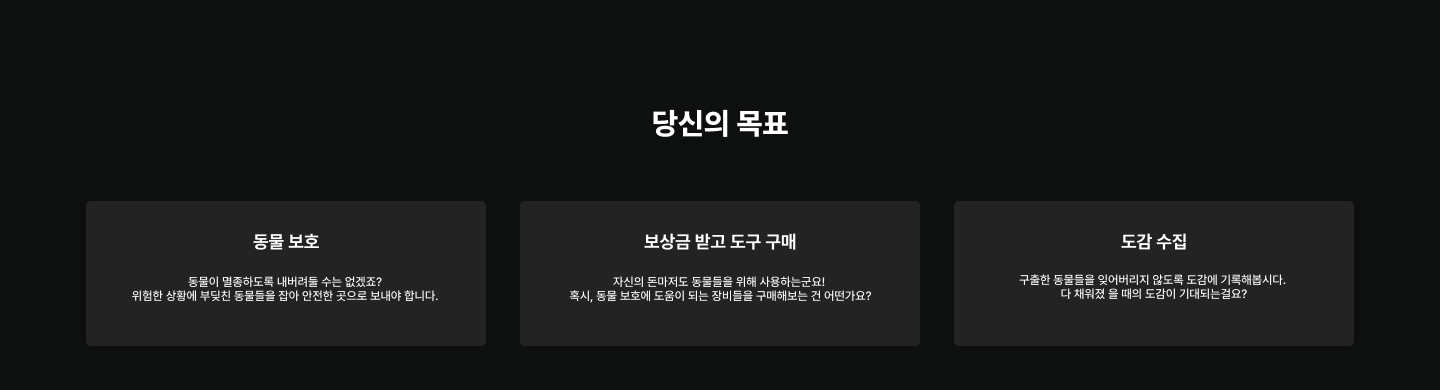 당신의 목표
동물 보호
동물이 멸종하도록 내버려둘 수는 없겠죠?
위험한 상황에 부딪친 동물들을 잡아 안전한 곳으로 보내야 합니다.
보상금 받고 도구 구매
자신의 돈마저도 동물들을 위해 사용하는군요!
혹시, 동물 보호에 도움이 되는 장비들을 구매해보는 건 어떤가요?
도감 수집
구출한 동물들을 잊어버리지 않도록 도감에 기록해봅시다.
다 채워졌 을 때의 도감이 기대되는걸요?